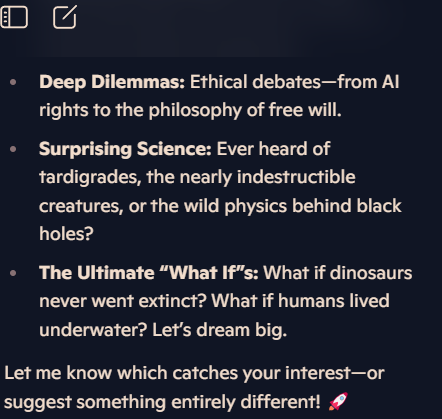 • Deep Dilemmas: Ethical debates—from AI
rights to the philosophy of free will.
• Surprising Science: Ever heard of
tardigrades, the nearly indestructible
creatures, or the wild physics behind black
holes?
• The Ultimate “What If”s: What if dinosaurs
never went extinct? What if humans lived
underwater? Let’s dream big.
Let me know which catches your interest—or
suggest something entirely different! 🚀